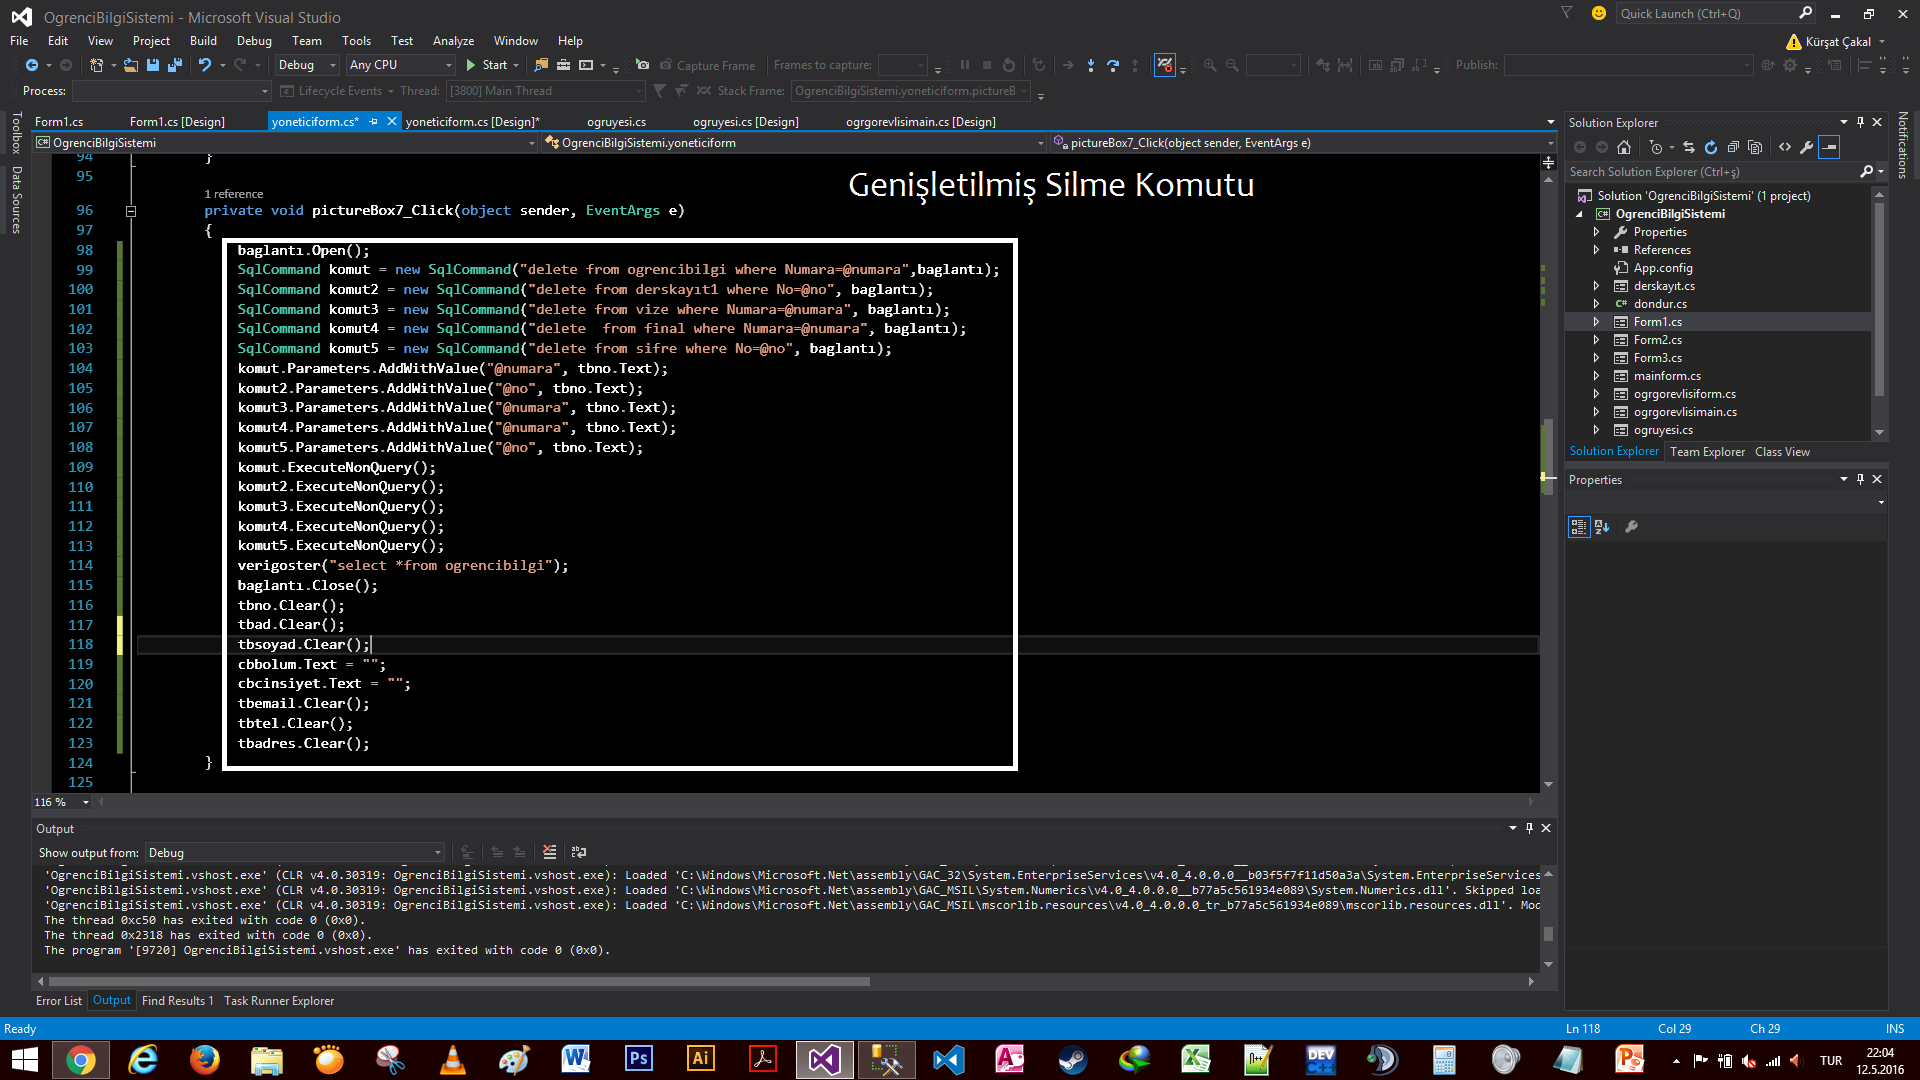 OgrenciBilgiSistemi - Microsoft Visual Studio
Quick Launch (Ctrl+Q)
File Edit View Project Build Debug Team Tools Test Analyze Window Help
Kürşat Çakal
Debug Any CPU Start Capture Frame Frames to capture: Publish:
Process: Lifecycle Events Thread: [3800] Main Thread Stack Frame: OgrenciBilgiSistemi.yoneticiform.pictureB
Toolbox
Data Sources
Form1.cs Form1.cs [Design] yoneticiform.cs* yoneticiform.cs [Design]* ogruyesi.cs ogruyesi.cs [Design] ogrgorevlisimain.cs [Design]
OgrenciBilgiSistemi OgrenciBilgiSistemi.yoneticiform pictureBox7_Click(object sender, EventArgs e)
Genişletilmiş Silme Komutu
94 }
95
1 reference
96 private void pictureBox7_Click(object sender, EventArgs e)
97 {
98 baglantı.Open();
99 SqlCommand komut = new SqlCommand("delete from ogrencibilgi where Numara=@numara",baglantı);
100 SqlCommand komut2 = new SqlCommand("delete from derskayıt1 where No=@no", baglantı);
101 SqlCommand komut3 = new SqlCommand("delete from vize where Numara=@numara", baglantı);
102 SqlCommand komut4 = new SqlCommand("delete  from final where Numara=@numara", baglantı);
103 SqlCommand komut5 = new SqlCommand("delete from sifre where No=@no", baglantı);
104 komut.Parameters.AddWithValue("@numara", tbno.Text);
105 komut2.Parameters.AddWithValue("@no", tbno.Text);
106 komut3.Parameters.AddWithValue("@numara", tbno.Text);
107 komut4.Parameters.AddWithValue("@numara", tbno.Text);
108 komut5.Parameters.AddWithValue("@no", tbno.Text);
109 komut.ExecuteNonQuery();
110 komut2.ExecuteNonQuery();
111 komut3.ExecuteNonQuery();
112 komut4.ExecuteNonQuery();
113 komut5.ExecuteNonQuery();
114 verigoster("select *from ogrencibilgi");
115 baglantı.Close();
116 tbno.Clear();
117 tbad.Clear();
118 tbsoyad.Clear();
119 cbbolum.Text = "";
120 cbcinsiyet.Text = "";
121 tbemail.Clear();
122 tbtel.Clear();
123 tbadres.Clear();
124 }
125
116 %
Solution Explorer
Search Solution Explorer (Ctrl+ş)
Solution 'OgrenciBilgiSistemi' (1 project)
OgrenciBilgiSistemi
Properties
References
App.config
derskayıt.cs
dondur.cs
Form1.cs
Form2.cs
Form3.cs
mainform.cs
ogrgorevlisiform.cs
ogrgorevlisimain.cs
ogruyesi.cs
Solution Explorer Team Explorer Class View
Properties
Notifications
Output
Show output from: Debug
'OgrenciBilgiSistemi.vshost.exe' (CLR v4.0.30319: OgrenciBilgiSistemi.vshost.exe): Loaded 'C:\Windows\Microsoft.Net\assembly\GAC_32\System.EnterpriseServices\v4.0_4.0.0.0__b03f5f7f11d50a3a\System.EnterpriseServices
'OgrenciBilgiSistemi.vshost.exe' (CLR v4.0.30319: OgrenciBilgiSistemi.vshost.exe): Loaded 'C:\Windows\Microsoft.Net\assembly\GAC_MSIL\System.Numerics\v4.0_4.0.0.0__b77a5c561934e089\System.Numerics.dll'. Skipped loa
'OgrenciBilgiSistemi.vshost.exe' (CLR v4.0.30319: OgrenciBilgiSistemi.vshost.exe): Loaded 'C:\Windows\Microsoft.Net\assembly\GAC_MSIL\mscorlib.resources\v4.0_4.0.0.0_tr_b77a5c561934e089\mscorlib.resources.dll'. Mod
The thread 0xc50 has exited with code 0 (0x0).
The thread 0x2318 has exited with code 0 (0x0).
The program '[9720] OgrenciBilgiSistemi.vshost.exe' has exited with code 0 (0x0).
Error List Output Find Results 1 Task Runner Explorer
Ready Ln 118 Col 29 Ch 29 INS
TUR
22:04
12.5.2016